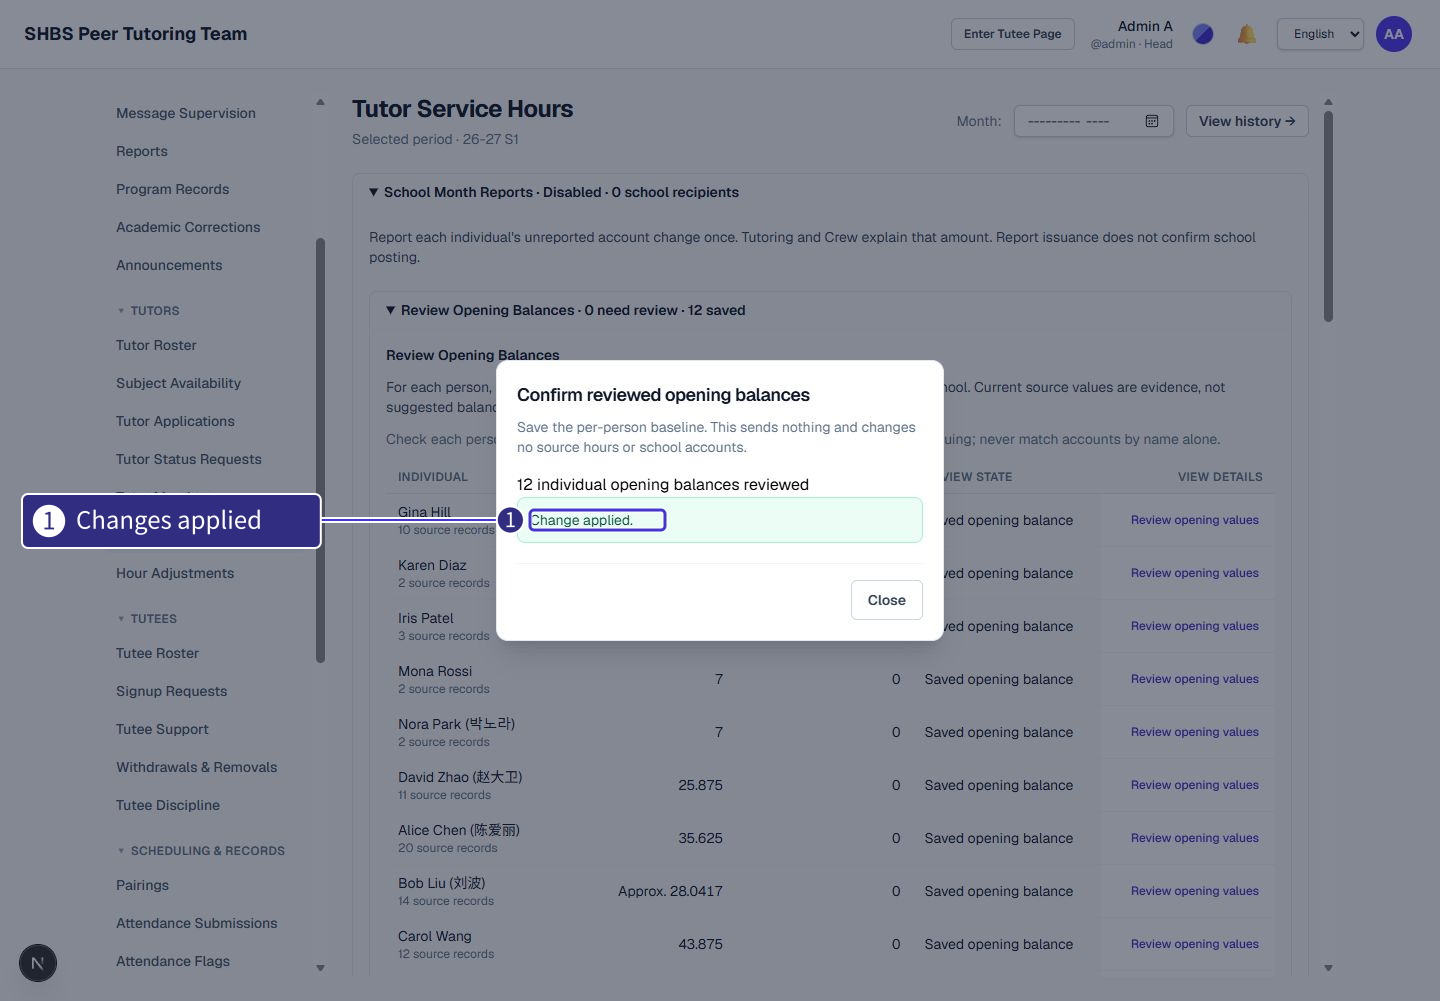 SHBS Peer Tutoring Team
Enter Tutee Page
Admin A
@admin · Head
English
AA
Message Supervision
Reports
Program Records
Academic Corrections
Announcements
▼ TUTORS
Tutor Roster
Subject Availability
Tutor Applications
Tutor Status Requests
1 Changes applied
Hour Adjustments
▼ TUTEES
Tutee Roster
Signup Requests
Tutee Support
Withdrawals & Removals
Tutee Discipline
▼ SCHEDULING & RECORDS
Pairings
Attendance Submissions
Attendance Flags
N
Tutor Service Hours
Selected period · 26-27 S1
Month:
--------- ----
View history →
▼ School Month Reports · Disabled · 0 school recipients
Report each individual's unreported account change once. Tutoring and Crew explain that amount. Report issuance does not confirm school
posting.
▼ Review Opening Balances · 0 need review · 12 saved
Review Opening Balances
For each person, hool. Current source values are evidence, not
suggested balanc
Check each perso uing; never match accounts by name alone.
INDIVIDUAL VIEW STATE VIEW DETAILS
Gina Hill
10 source records
ved opening balance Review opening values
Karen Diaz
2 source records
ved opening balance Review opening values
Iris Patel
3 source records
ved opening balance Review opening values
Mona Rossi
2 source records
7 0 Saved opening balance Review opening values
Nora Park (박노라)
2 source records
7 0 Saved opening balance Review opening values
David Zhao (赵大卫)
11 source records
25.875 0 Saved opening balance Review opening values
Alice Chen (陈爱丽)
20 source records
35.625 0 Saved opening balance Review opening values
Bob Liu (刘波)
14 source records
Approx. 28.0417 0 Saved opening balance Review opening values
Carol Wang
12 source records
43.875 0 Saved opening balance Review opening values
Confirm reviewed opening balances
Save the per-person baseline. This sends nothing and changes
no source hours or school accounts.
12 individual opening balances reviewed
1 Change applied.
Close